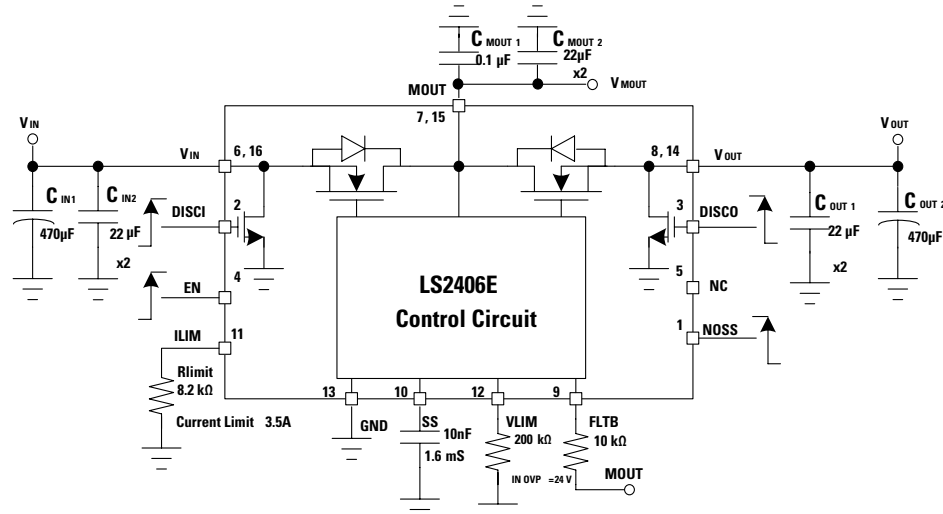 C MOUT 1
0.1 µF
C MOUT 2
22µF
x2
V MOUT
MOUT
7, 15
V IN
V IN
6, 16
8, 14
V OUT
V OUT
C IN1
470µF
C IN2
22 µF
x2
DISCI
2
3
DISCO
C OUT 1
22 µF
x2
C OUT 2
470µF
4
EN
5
NC
LS2406E
Control Circuit
11
ILIM
1
NOSS
Rlimit
8.2 kΩ
Current Limit 3.5A
13
10
12
9
GND
SS
10nF
1.6 mS
VLIM
200 kΩ
IN OVP =24 V
FLTB
10 kΩ
MOUT